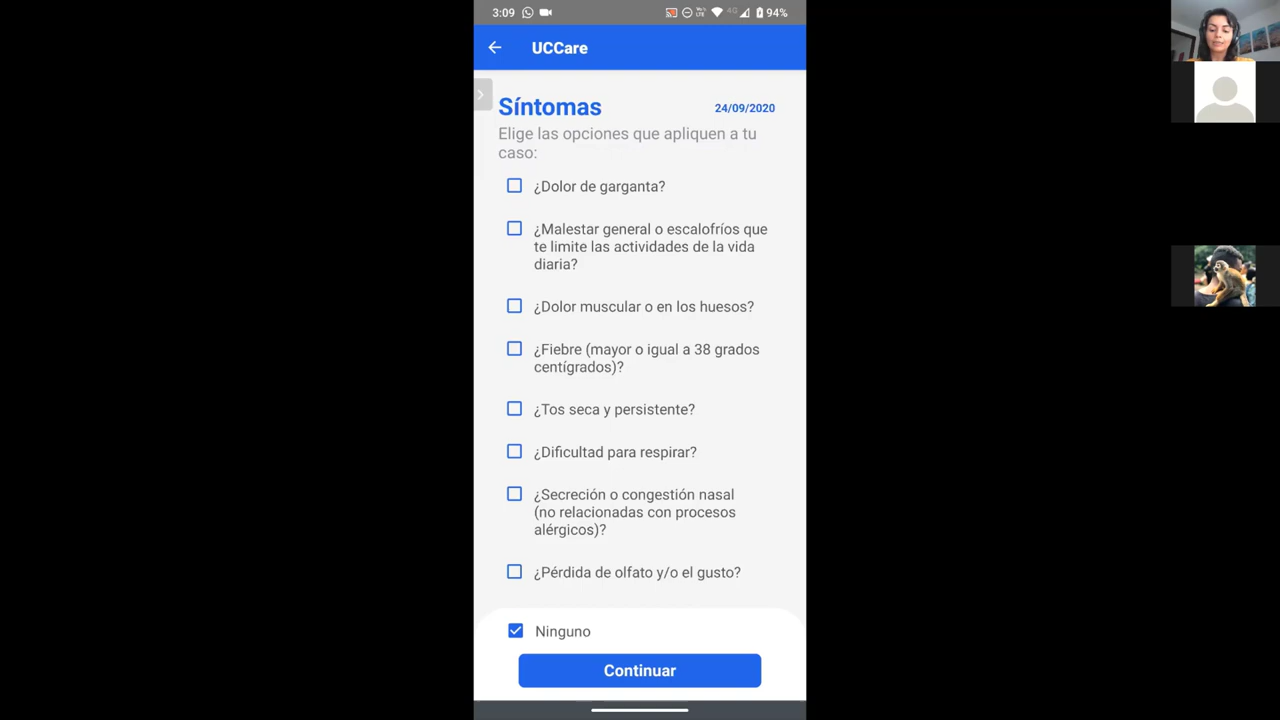 3:09
4G
94%
UCCare
Síntomas
24/09/2020
Elige las opciones que apliquen a tu
caso:
¿Dolor de garganta?
¿Malestar general o escalofríos que
te limite las actividades de la vida
diaria?
¿Dolor muscular o en los huesos?
¿Fiebre (mayor o igual a 38 grados
centígrados)?
¿Tos seca y persistente?
¿Dificultad para respirar?
¿Secreción o congestión nasal
(no relacionadas con procesos
alérgicos)?
¿Pérdida de olfato y/o el gusto?
Ninguno
Continuar